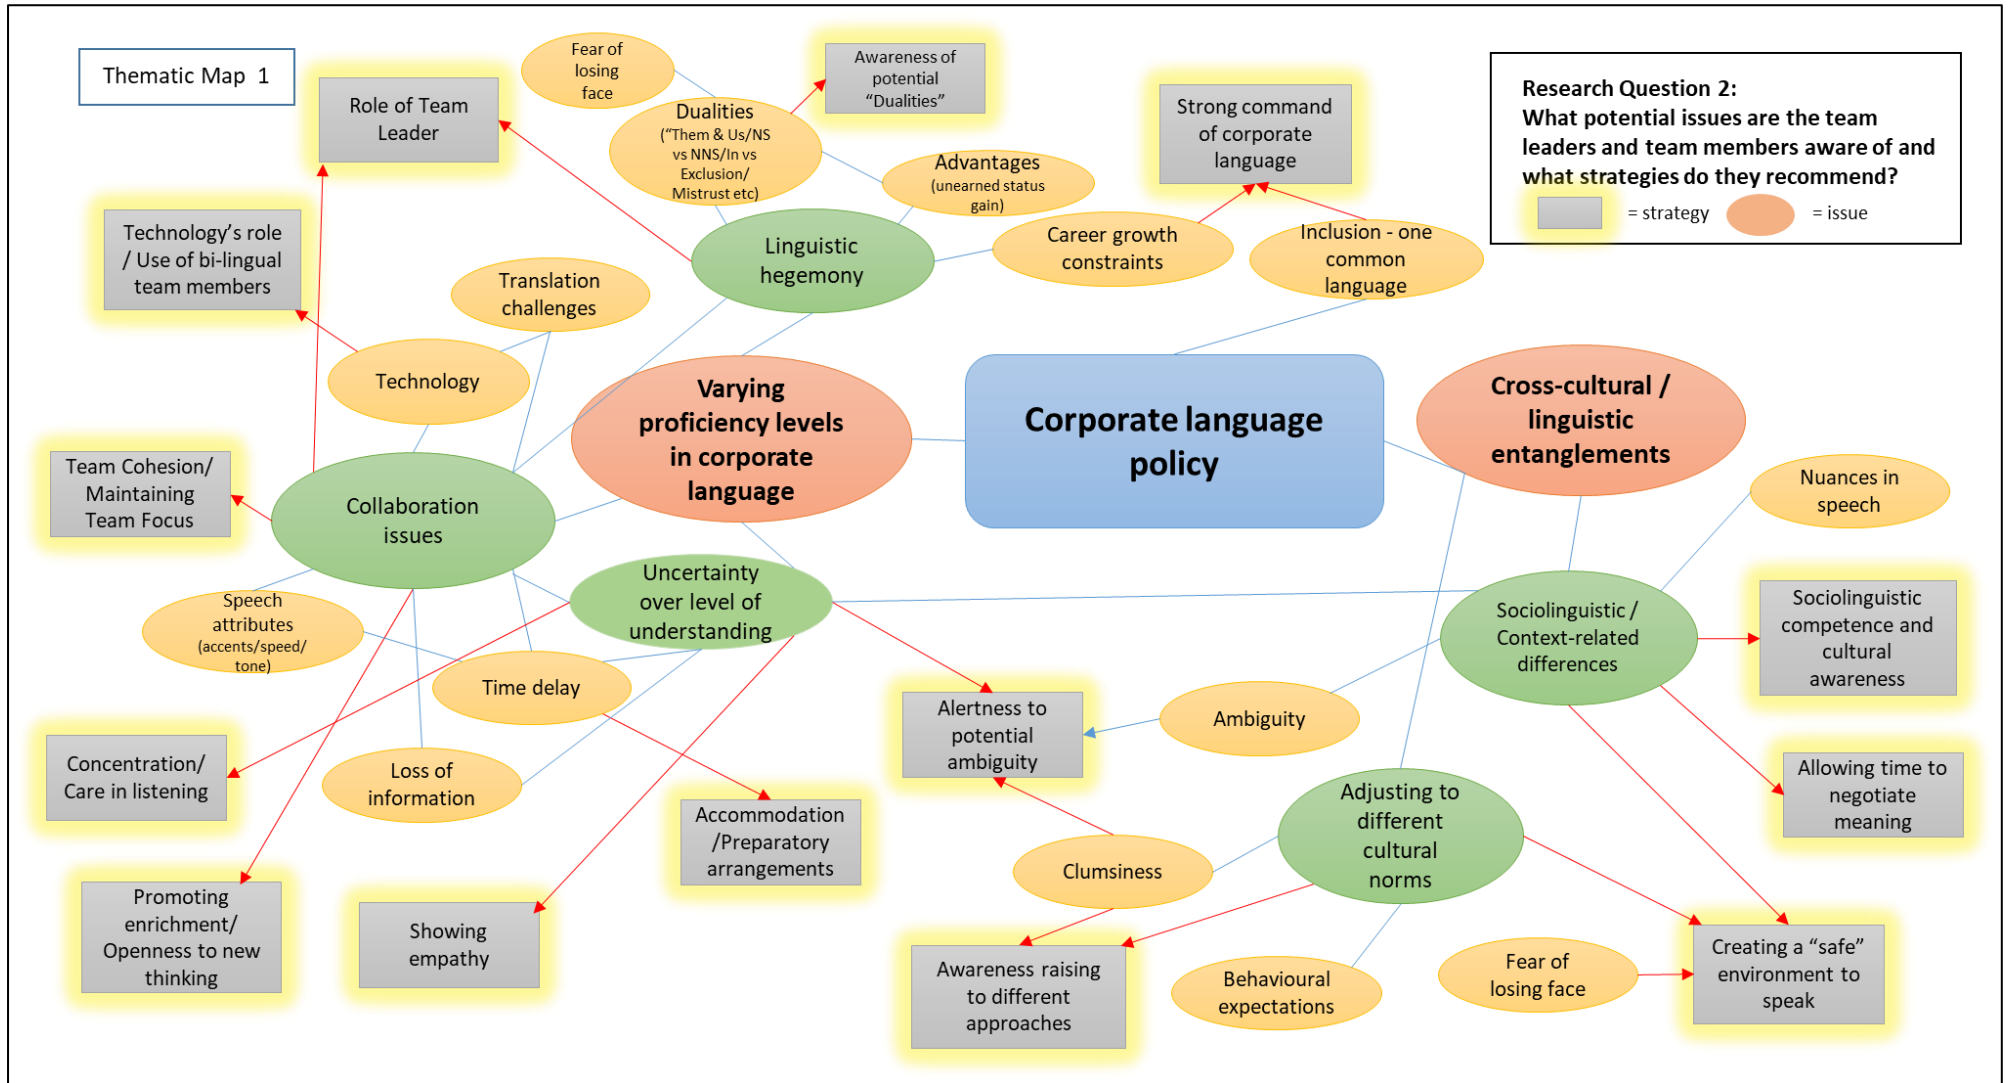 Thematic Map 1
Role of Team
Leader
Fear of
losing
face
Dualities
(“Them & Us/NS
vs NNS/In vs
Exclusion/
Mistrust etc)
Awareness of
potential
“Dualities”
Advantages
(unearned status
gain)
Strong command
of corporate
language
Research Question 2:
What potential issues are the team
leaders and team members aware of and
what strategies do they recommend?
= strategy
= issue
Technology’s role
/ Use of bi-lingual
team members
Translation
challenges
Linguistic
hegemony
Career growth
constraints
Inclusion - one
common
language
Technology
Varying
proficiency levels
in corporate
language
Corporate language
policy
Cross-cultural /
linguistic
entanglements
Team Cohesion/
Maintaining
Team Focus
Collaboration
issues
Nuances in
speech
Speech
attributes
(accents/speed/
tone)
Uncertainty
over level of
understanding
Sociolinguistic /
Context-related
differences
Sociolinguistic
competence and
cultural
awareness
Time delay
Alertness to
potential
ambiguity
Ambiguity
Concentration/
Care in listening
Loss of
information
Accommodation
/Preparatory
arrangements
Adjusting to
different
cultural
norms
Allowing time to
negotiate
meaning
Clumsiness
Promoting
enrichment/
Openness to new
thinking
Showing
empathy
Awareness raising
to different
approaches
Behavioural
expectations
Fear of
losing face
Creating a “safe”
environment to
speak